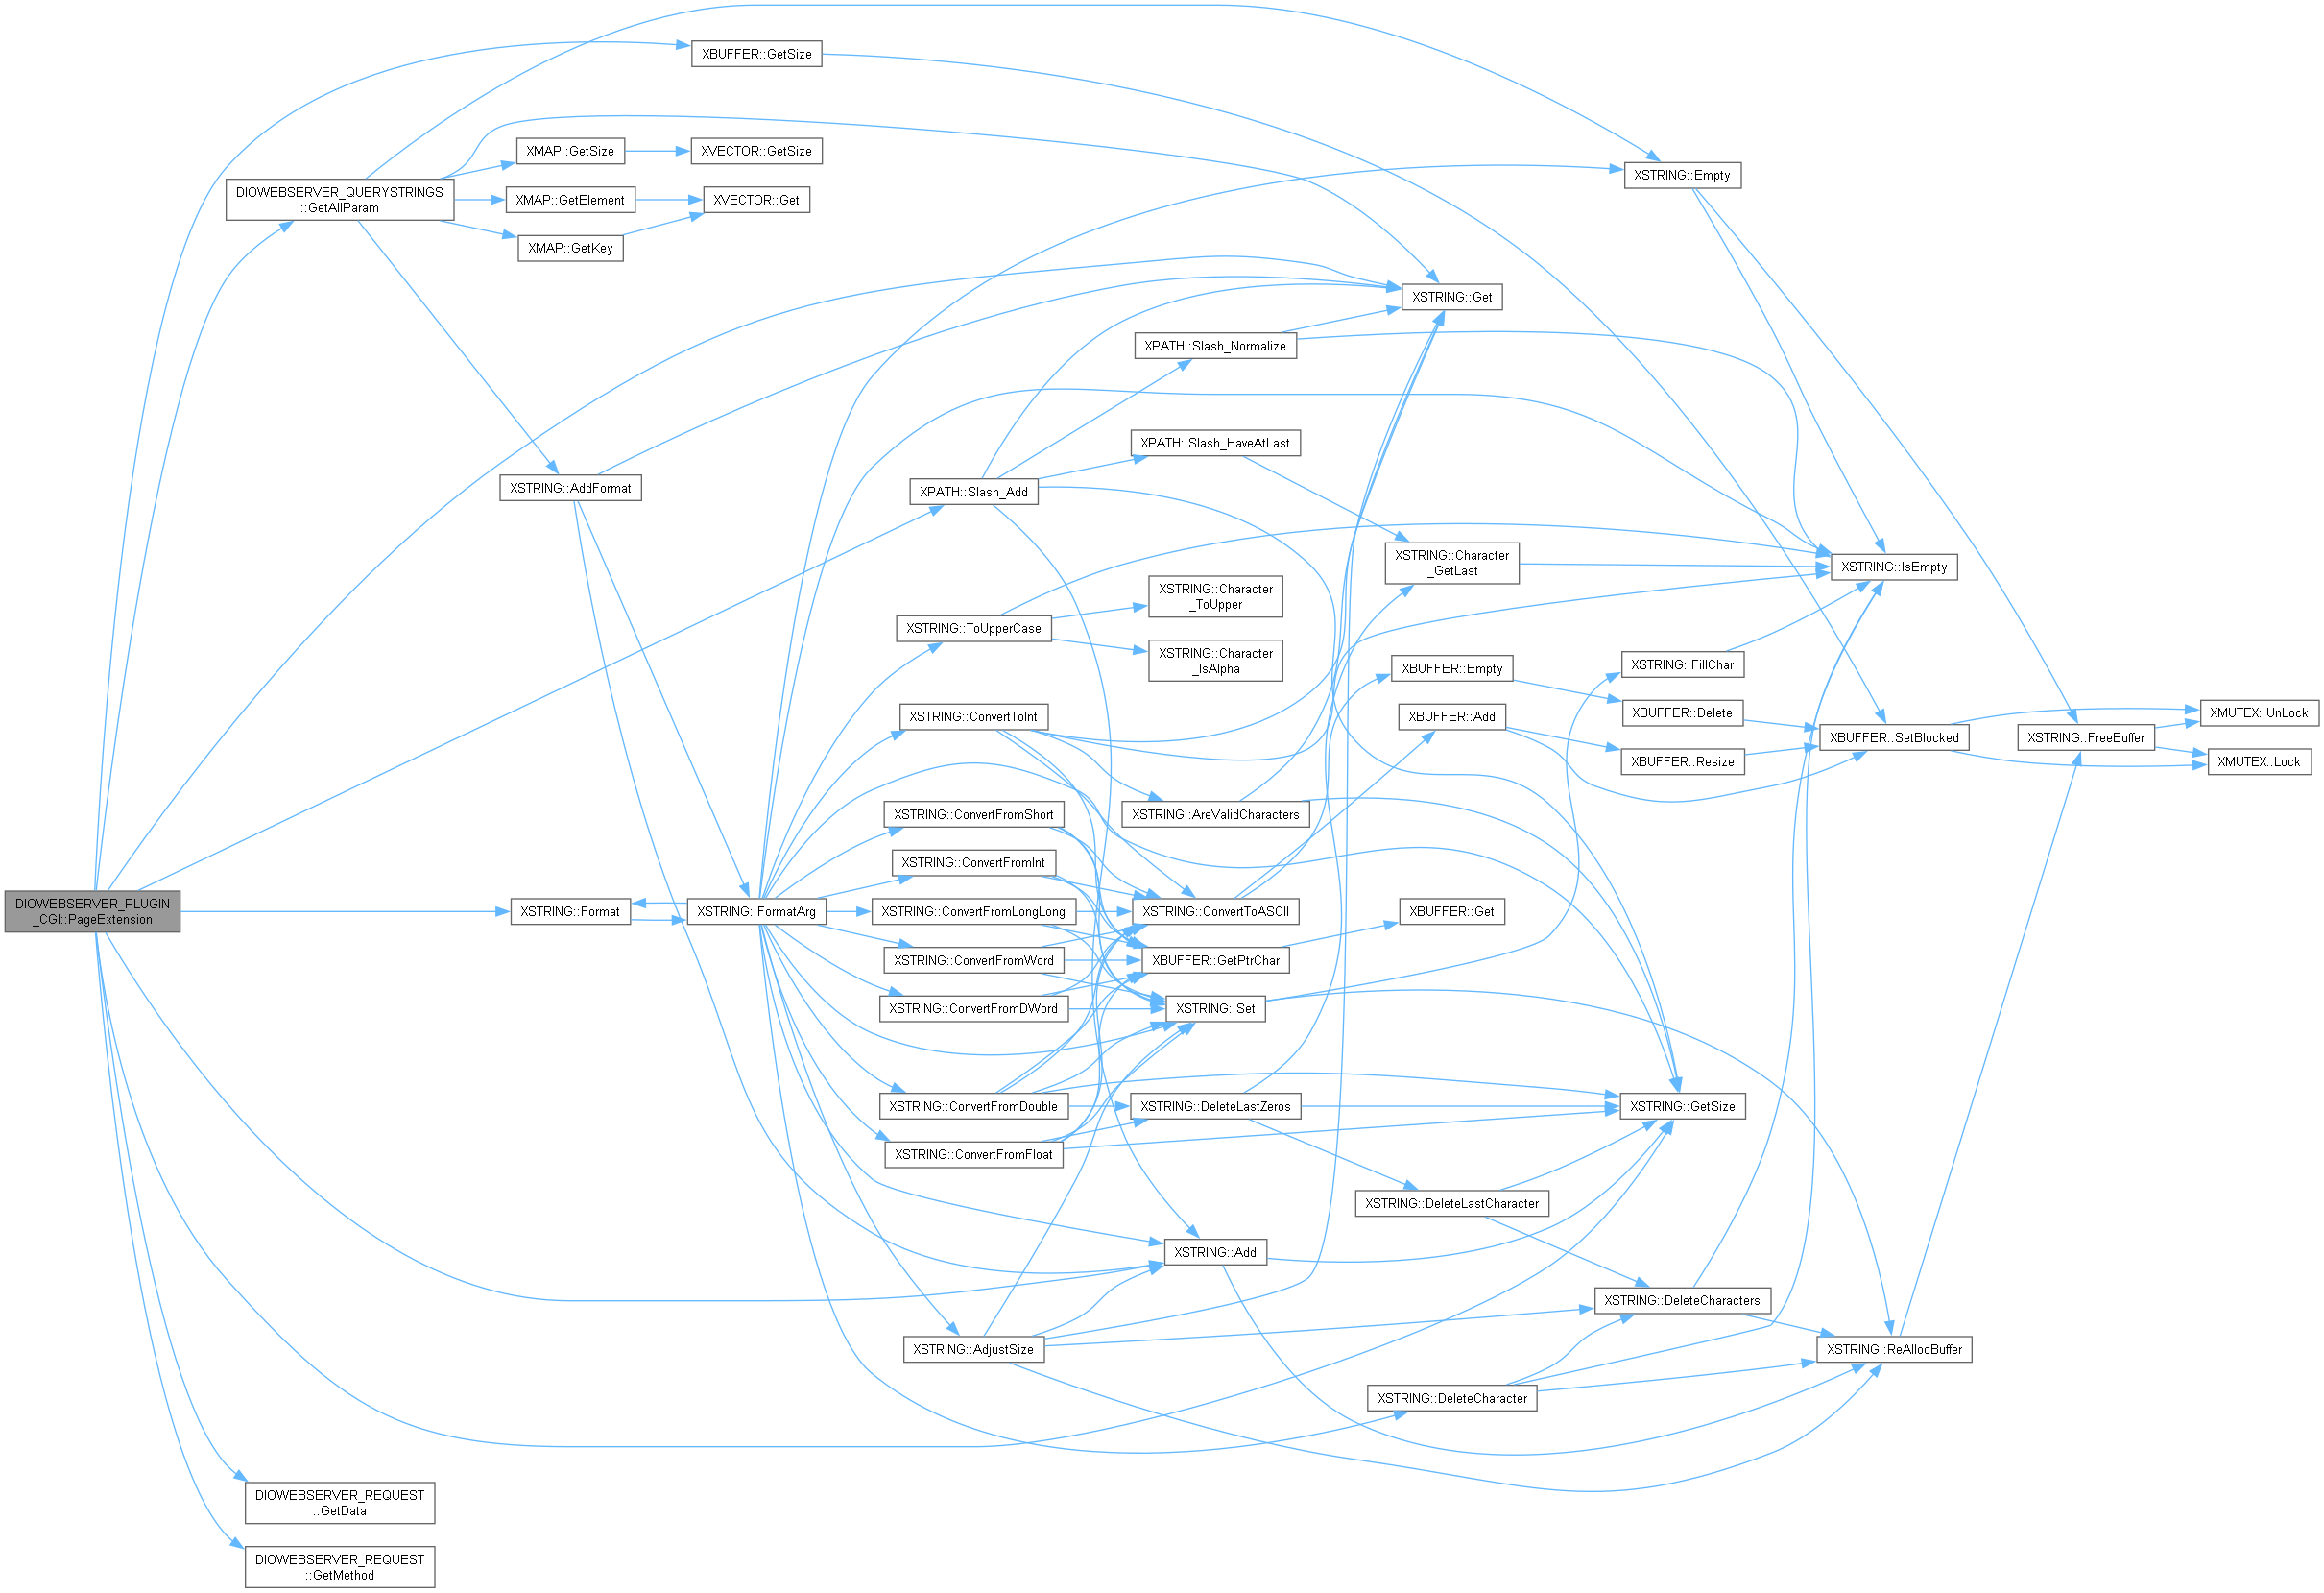 DIOWEBSERVER_PLUGIN
_CGI::PageExtension
XBUFFER::GetSize
DIOWEBSERVER_QUERYSTRINGS
::GetAllParam
XMAP::GetSize
XMAP::GetElement
XMAP::GetKey
XVECTOR::GetSize
XVECTOR::Get
XSTRING::AddFormat
XSTRING::Format
XSTRING::FormatArg
XPATH::Slash_Add
XPATH::Slash_Normalize
XPATH::Slash_HaveAtLast
XSTRING::ToUpperCase
XSTRING::Character
_ToUpper
XSTRING::Character
_IsAlpha
XSTRING::ConvertToInt
XSTRING::ConvertFromShort
XSTRING::ConvertFromInt
XSTRING::ConvertFromLongLong
XSTRING::ConvertFromWord
XSTRING::ConvertFromDWord
XSTRING::ConvertFromDouble
XSTRING::ConvertFromFloat
XSTRING::AdjustSize
XSTRING::AreValidCharacters
XSTRING::ConvertToASCII
XBUFFER::GetPtrChar
XSTRING::Set
XSTRING::DeleteLastZeros
XSTRING::Add
XSTRING::Get
XSTRING::Character
_GetLast
XBUFFER::Empty
XBUFFER::Add
XBUFFER::Get
XSTRING::DeleteLastCharacter
XSTRING::DeleteCharacter
XSTRING::Empty
XSTRING::FillChar
XBUFFER::Delete
XBUFFER::Resize
XSTRING::GetSize
XSTRING::DeleteCharacters
XSTRING::IsEmpty
XBUFFER::SetBlocked
XSTRING::ReAllocBuffer
XSTRING::FreeBuffer
XMUTEX::UnLock
XMUTEX::Lock
DIOWEBSERVER_REQUEST
::GetData
DIOWEBSERVER_REQUEST
::GetMethod